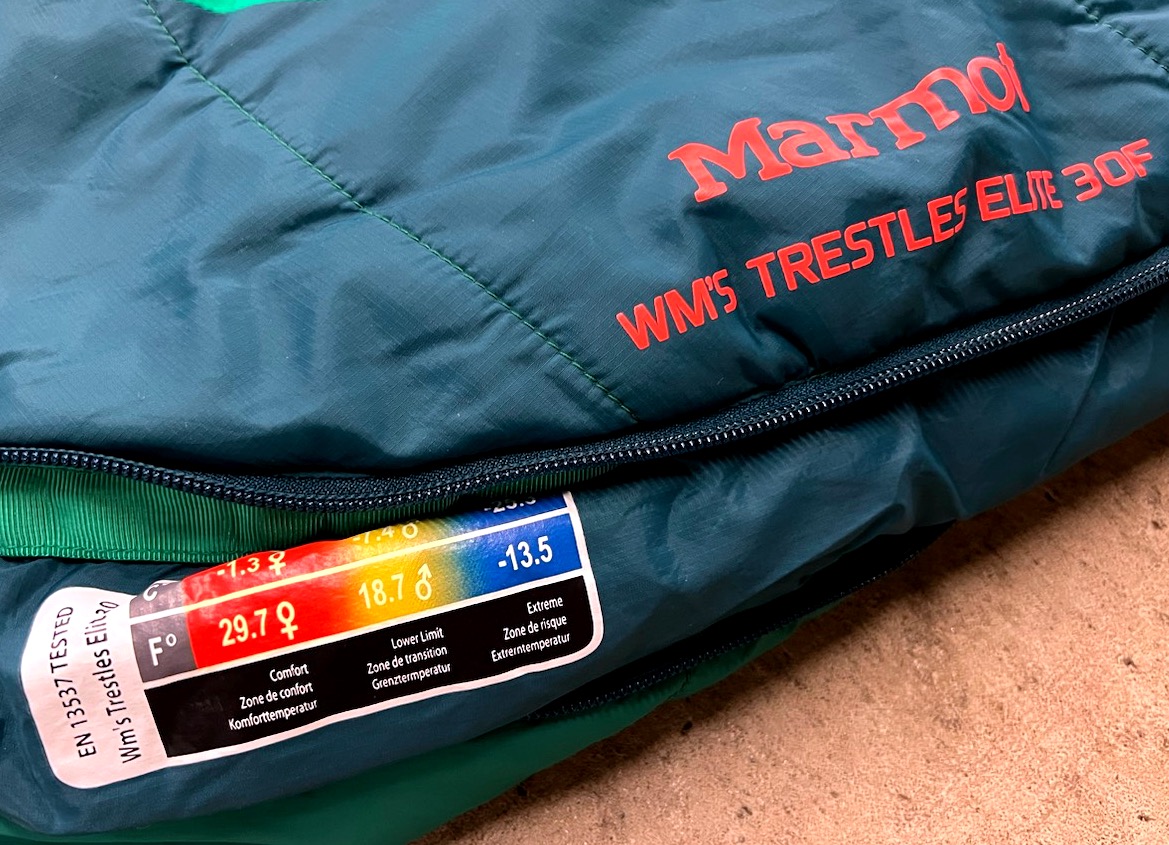 Marmot
WM'S TRESTLES ELITE 30F
EN 13537 TESTED
Wm's Trestles Elite
C° -1.3 ♀ -7.4 ♂
F° 29.7 ♀ 18.7 ♂ -13.5
Comfort
Zone de confort
Komforttemperatur
Lower Limit
Zone de transition
Grenztermperatur
Extreme
Zone de risque
Extremtemperatur